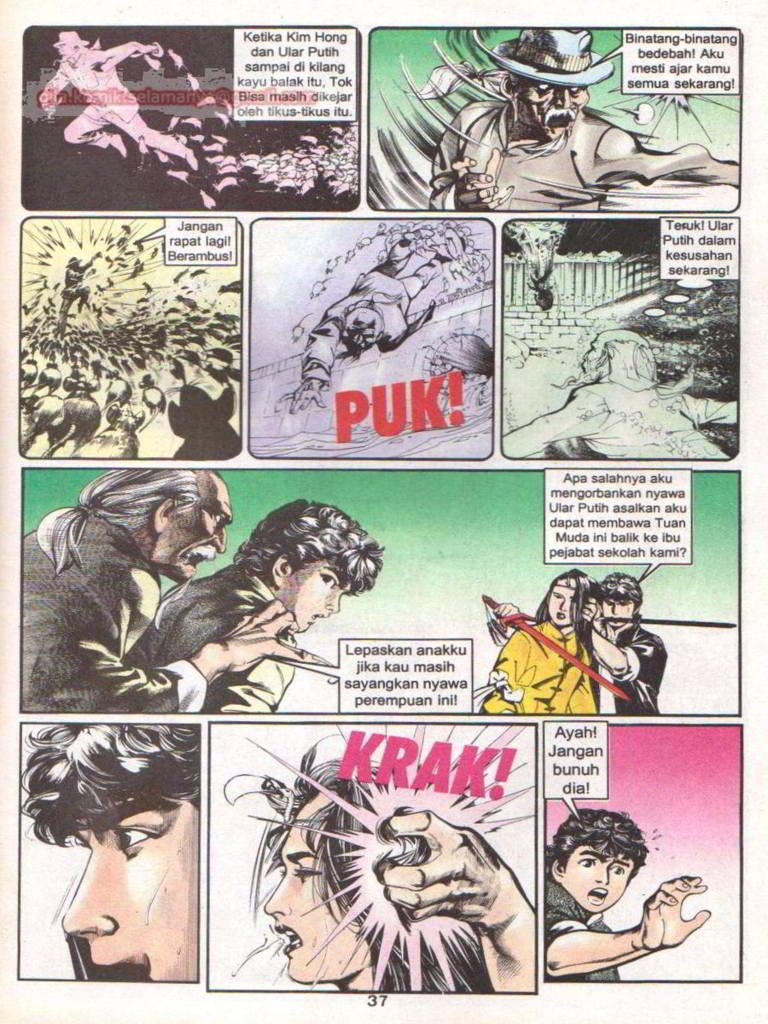 Ketika Kim Hong
dan Ular Putih
sampai di kilang
kayu balak itu, Tok
Bisa masih dikejar
oleh tikus-tikus itu.
Binatang-binatang
bedebah! Aku
mesti ajar kamu
semua sekarang!
Jangan
rapat lagi!
Berambus!
PUK!
Teruk! Ular
Putih dalam
kesusahan
sekarang!
Apa salahnya aku
mengorbankan nyawa
Ular Putih asalkan aku
dapat membawa Tuan
Muda ini balik ke ibu
pejabat sekolah kami?
Lepaskan anakku
jika kau masih
sayangkan nyawa
perempuan ini!
KRAK!
Ayah!
Jangan
bunuh
dia!
37